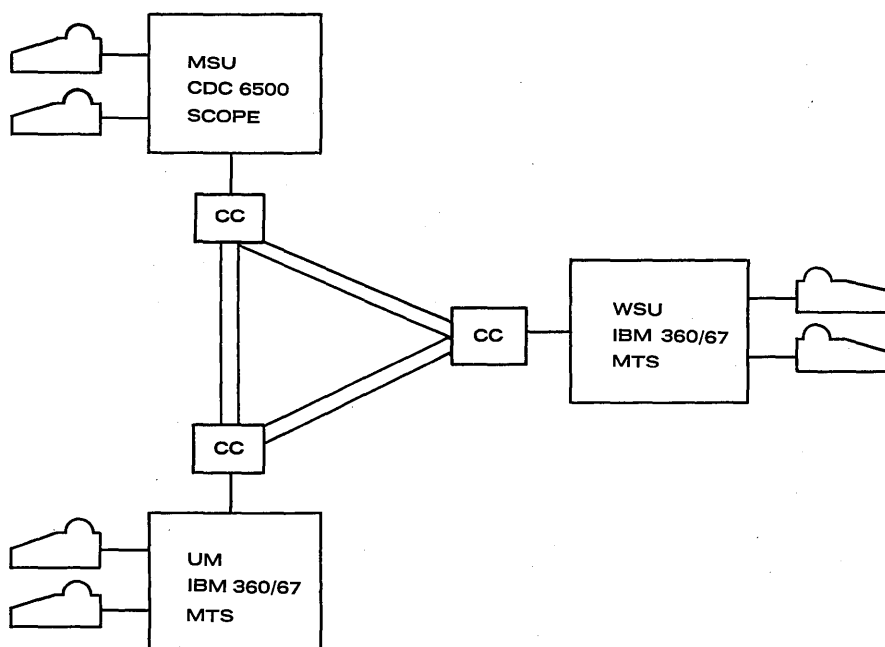 MSU
CDC 6500
SCOPE
CC
CC
WSU
IBM 360/67
MTS
CC
UM
IBM 360/67
MTS